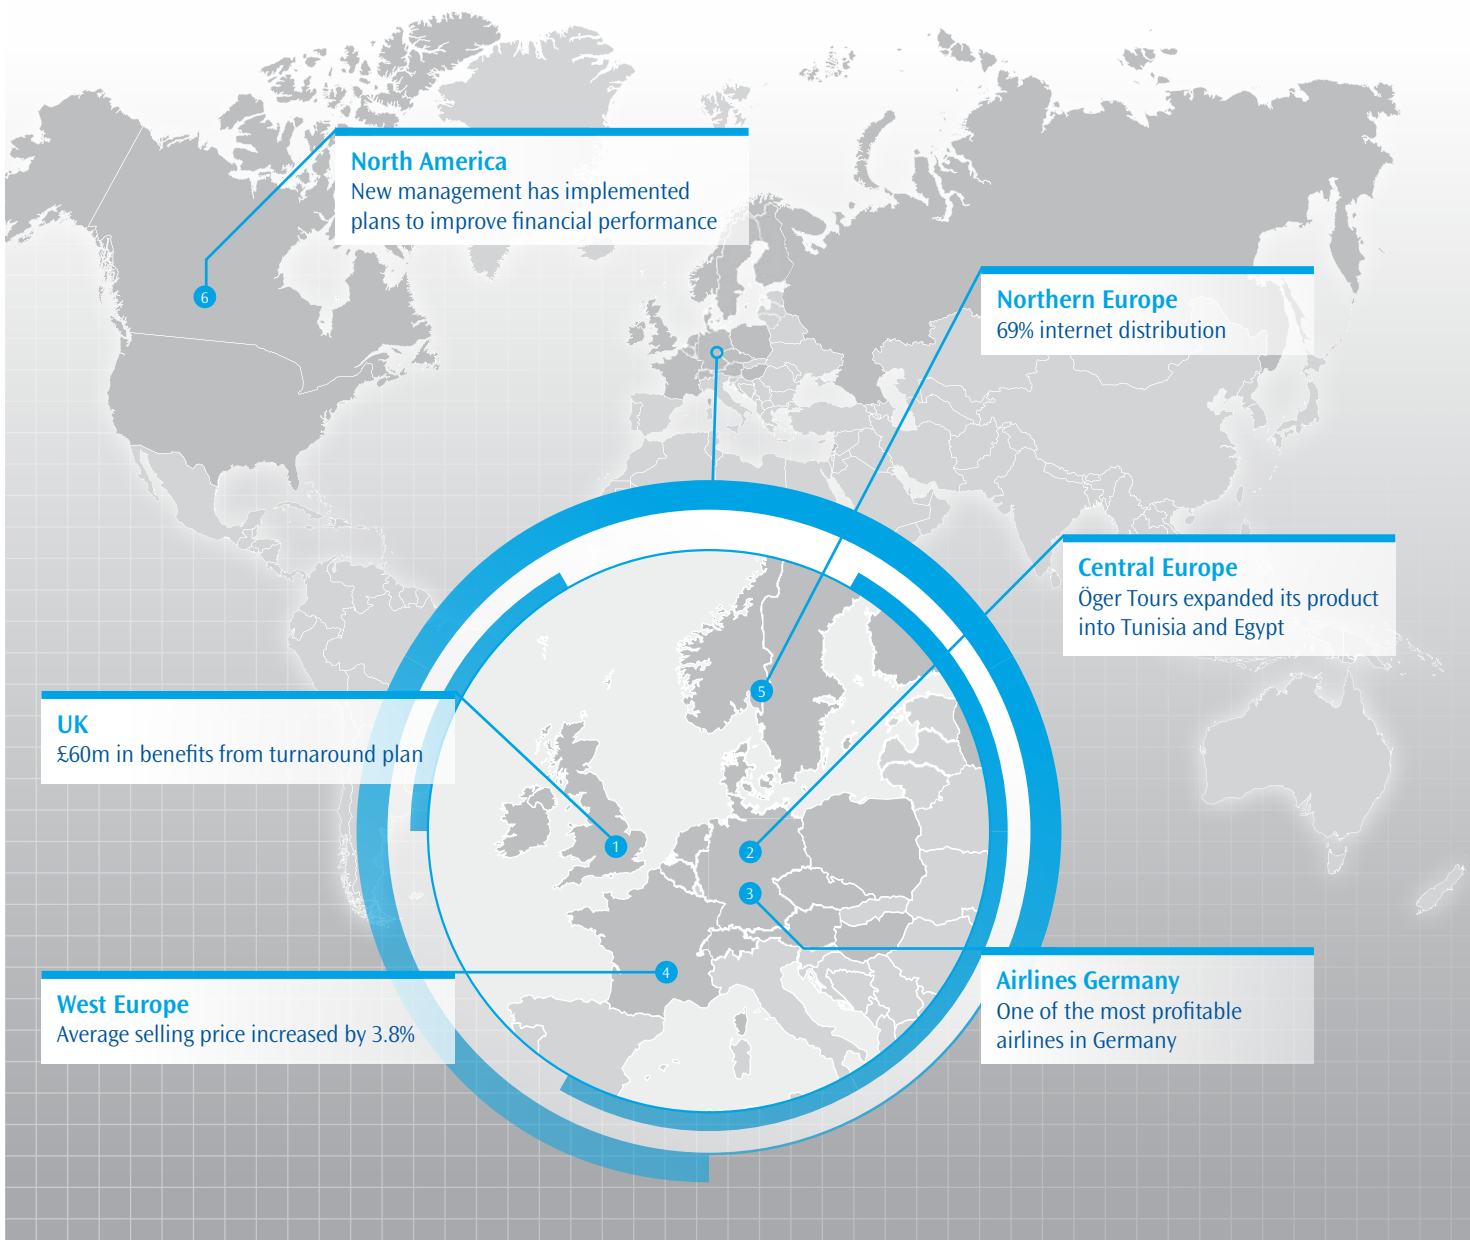 North America
New management has implemented
plans to improve financial performance
6
Northern Europe
69% internet distribution
Central Europe
Öger Tours expanded its product
into Tunisia and Egypt
5
UK
£60m in benefits from turnaround plan
1
2
3
4
West Europe
Average selling price increased by 3.8%
Airlines Germany
One of the most profitable
airlines in Germany